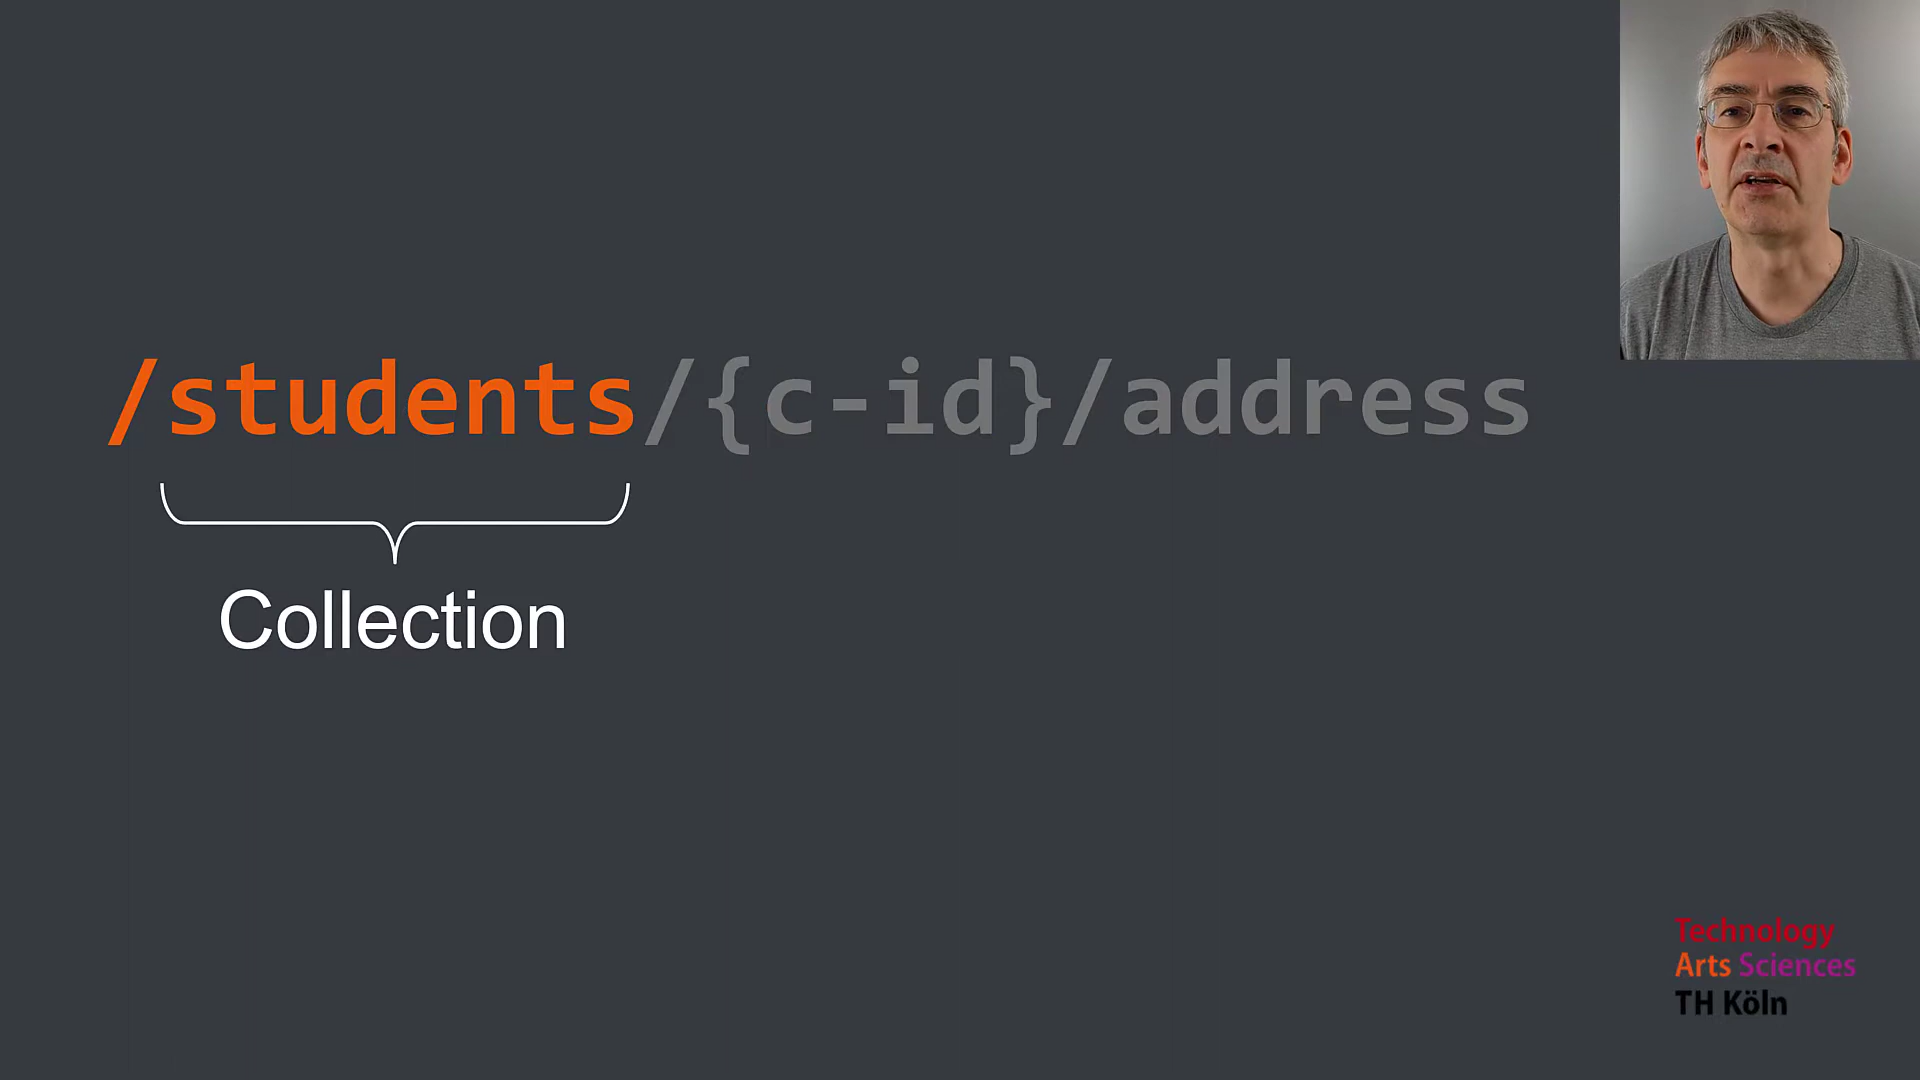 /students/{c-id}/address
Collection
Technology
Arts Sciences
TH Köln